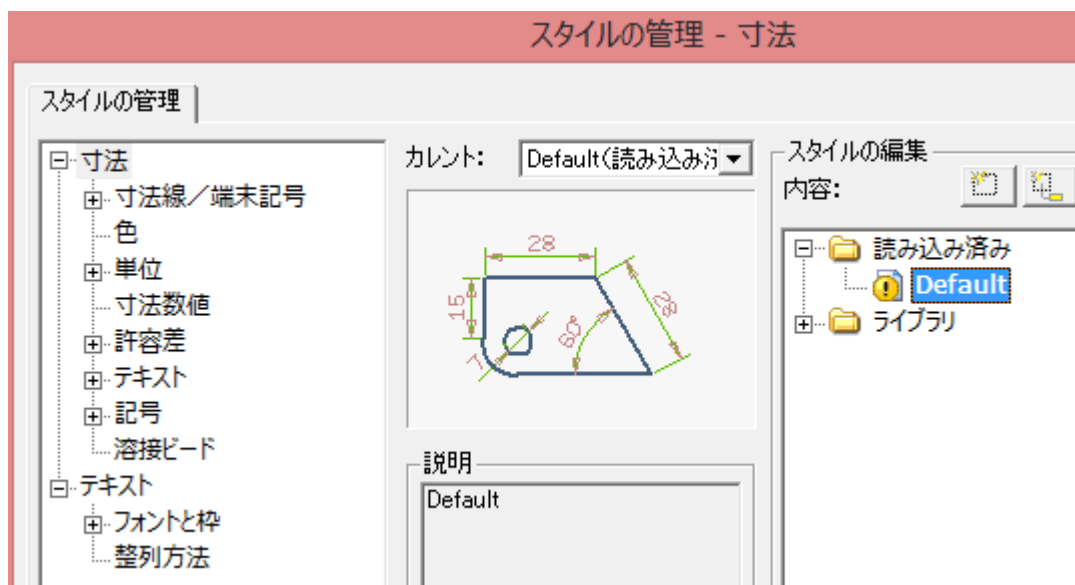 スタイルの管理 - 寸法
スタイルの管理
寸法
寸法線／端末記号
色
単位
寸法数値
許容差
テキスト
記号
溶接ビード
テキスト
フォントと枠
整列方法
カレント:
Default(読み込み済
28
15
28
60°
7
説明
Default
スタイルの編集
内容:
読み込み済み
Default
ライブラリ